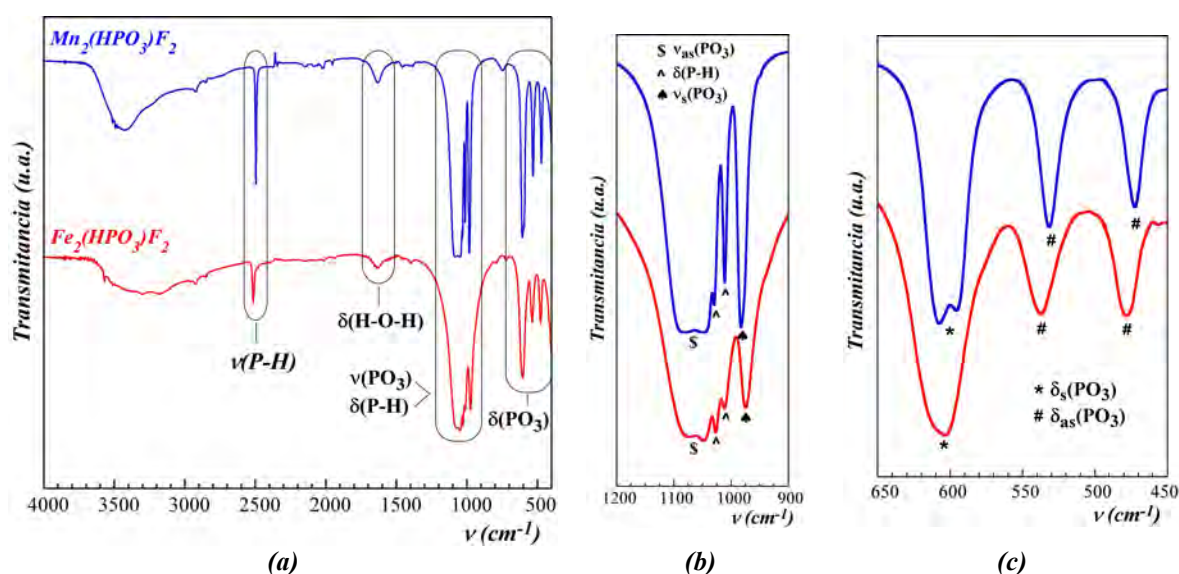 Mn₂(HPO₃)F₂
Fe₂(HPO₃)F₂
Transmitancia (u.a.)
ν(P-H)
δ(H-O-H)
ν(PO₃)
δ(P-H)
δ(PO₃)
4000 3500 3000 2500 2000 1500 1000 500
ν (cm⁻¹)
(a)
$ νas(PO₃)
^ δ(P-H)
♠ νs(PO₃)
Transmitancia (u.a.)
^
$ ♠
^
^
$ ^ ♠
1200 1100 1000 900
ν (cm⁻¹)
(b)
Transmitancia (u.a.)
* # #
* # #
* δs(PO₃)
# δas(PO₃)
650 600 550 500 450
ν (cm⁻¹)
(c)